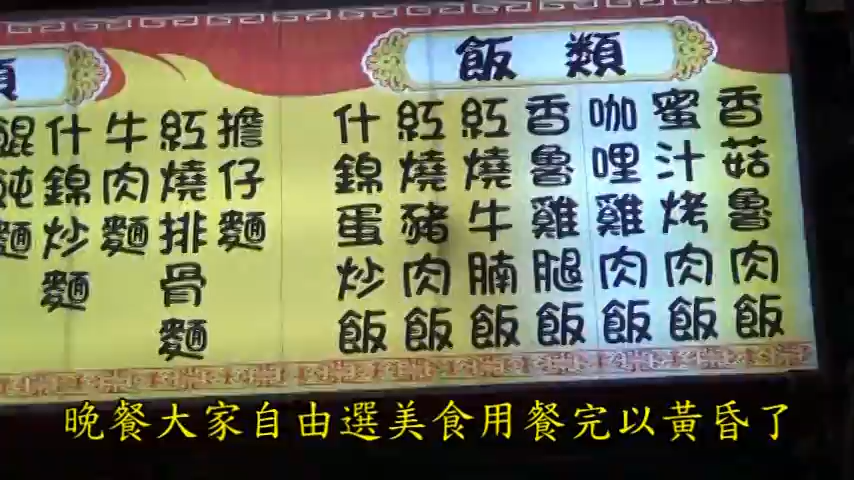 飯類
香菇魯肉飯
蜜汁烤肉飯
咖哩雞肉飯
香魯雞腿飯
紅燒牛腩飯
紅燒豬肉飯
什錦蛋炒飯
類
擔仔麵
紅燒排骨麵
牛肉麵
什錦炒麵
餛飩麵
晚餐大家自由選美食用餐完以黃昏了